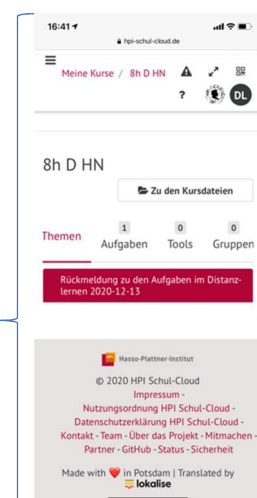 16:41
hpi-schul-cloud.de
Meine Kurse / 8h D HN
?
DL
8h D HN
Zu den Kursdateien
Themen
1
Aufgaben
0
Tools
0
Gruppen
Rückmeldung zu den Aufgaben im Distanz-
lernen 2020-12-13
Hasso-Plattner-Institut
© 2020 HPI Schul-Cloud
Impressum -
Nutzungsordnung HPI Schul-Cloud -
Datenschutzerklärung HPI Schul-Cloud -
Kontakt - Team - Über das Projekt - Mitmachen -
Partner - GitHub - Status - Sicherheit
Made with ❤ in Potsdam | Translated by
lokalise